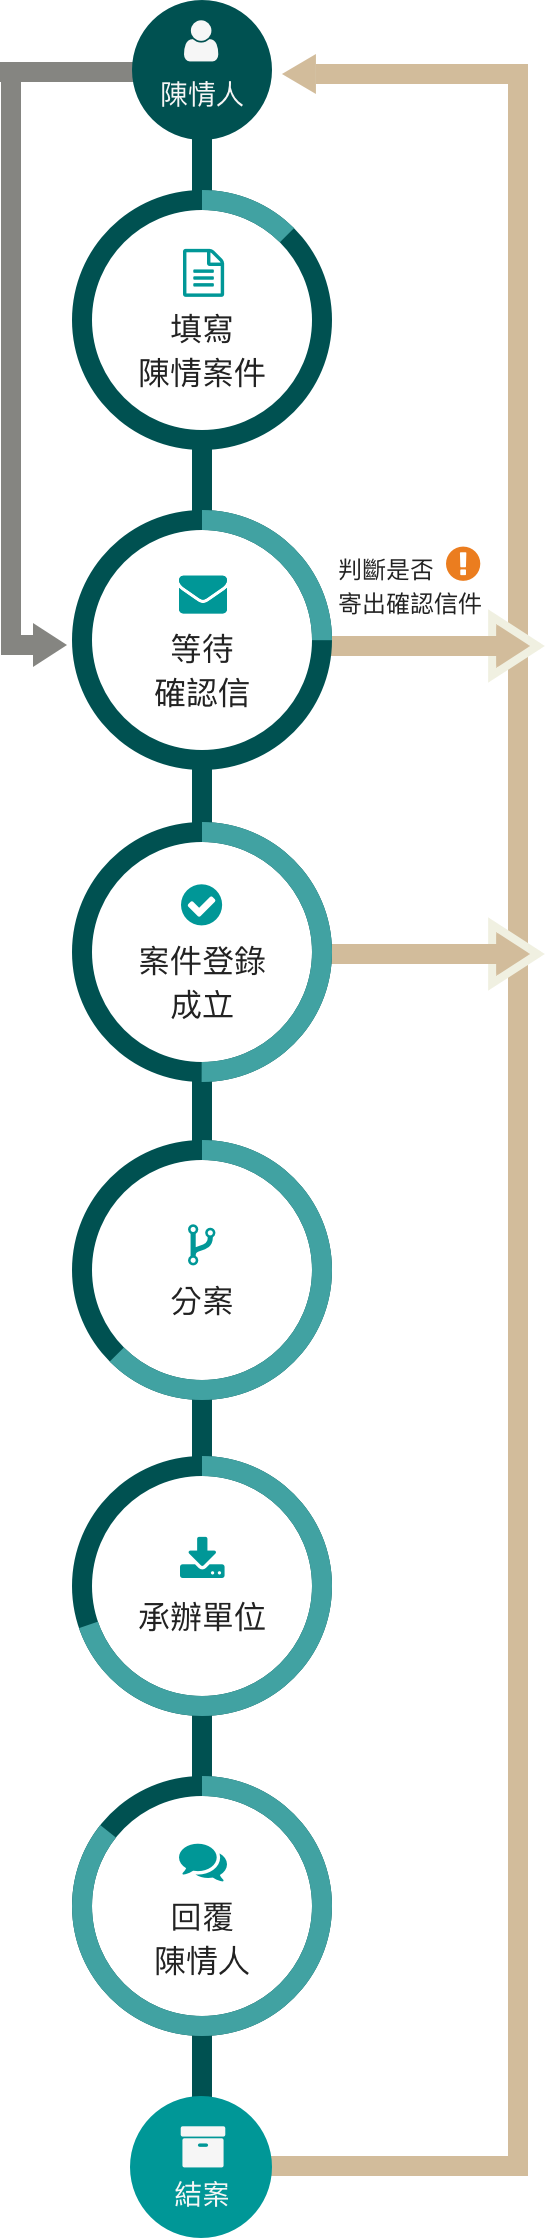 陳情人
填寫
陳情案件
等待
確認信
判斷是否
寄出確認信件
案件登錄
成立
分案
承辦單位
回覆
陳情人
結案